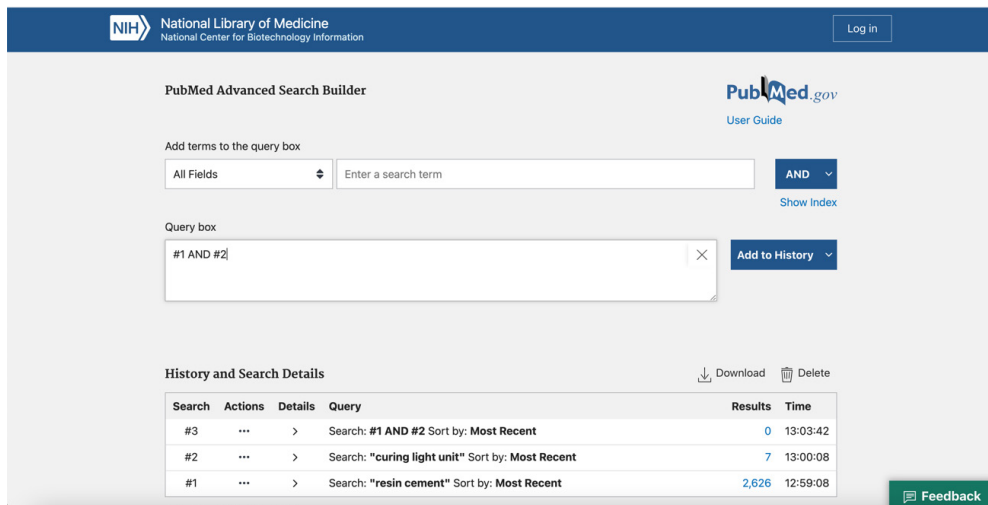 NIH National Library of Medicine
National Center for Biotechnology Information
Log in
PubMed Advanced Search Builder
PubMed.gov
User Guide
Add terms to the query box
All Fields
Enter a search term
AND
Show Index
Query box
#1 AND #2
Add to History
History and Search Details
Download
Delete
Search Actions Details Query Results Time
#3 ••• > Search: #1 AND #2 Sort by: Most Recent 0 13:03:42
#2 ••• > Search: "curing light unit" Sort by: Most Recent 7 13:00:08
#1 ••• > Search: "resin cement" Sort by: Most Recent 2,626 12:59:08
Feedback